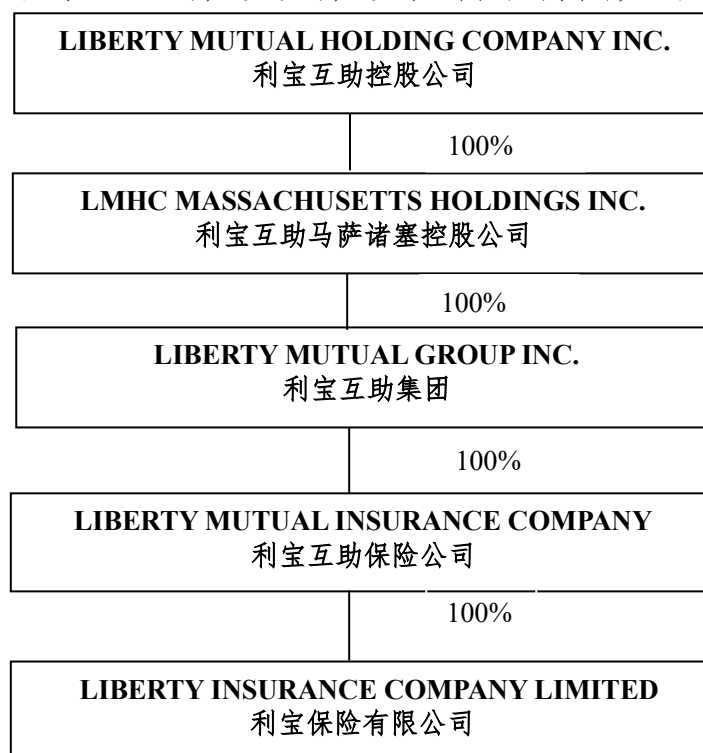 LIBERTY MUTUAL HOLDING COMPANY INC.
利宝互助控股公司
100%
LMHC MASSACHUSETTS HOLDINGS INC.
利宝互助马萨诸塞控股公司
100%
LIBERTY MUTUAL GROUP INC.
利宝互助集团
100%
LIBERTY MUTUAL INSURANCE COMPANY
利宝互助保险公司
100%
LIBERTY INSURANCE COMPANY LIMITED
利宝保险有限公司